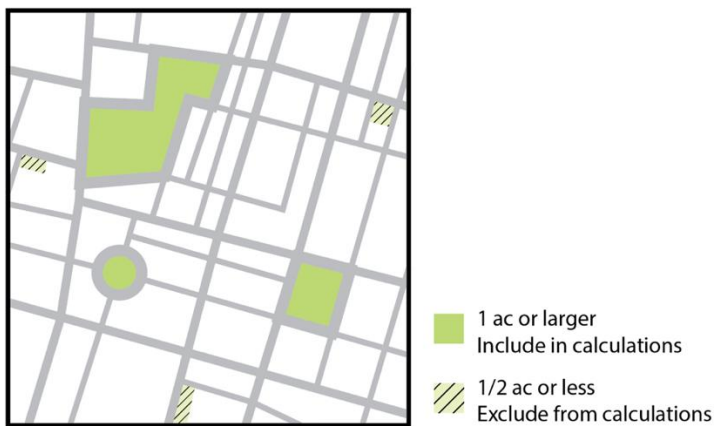 1 ac or larger
Include in calculations
1/2 ac or less
Exclude from calculations